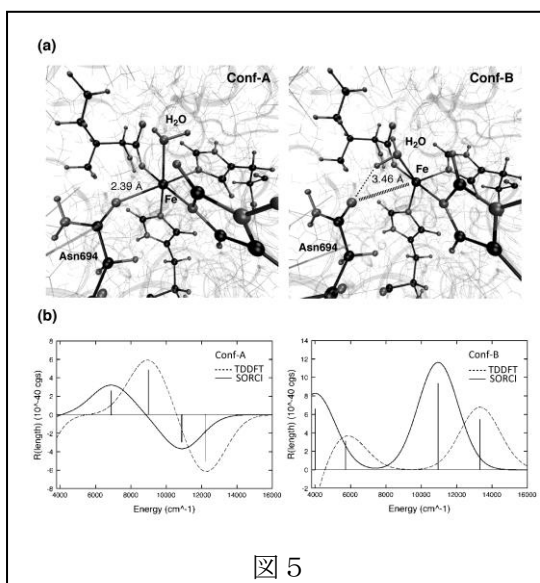 (a)
Conf-A
H2O
2.39 Å
Fe
Asn694
Conf-B
H2O
Fe
3.46 Å
Asn694
(b)
R(length) (10^-40 cgs)
8
6
4
2
0
-2
-4
-6
-8
Conf-A
TDDFT
SORCI
4000 6000 8000 10000 12000 14000 16000
Energy (cm^-1)
R(length) (10^-40 cgs)
14
12
10
8
6
4
2
0
-2
Conf-B
TDDFT
SORCI
4000 6000 8000 10000 12000 14000 16000
Energy (cm^-1)
図 5